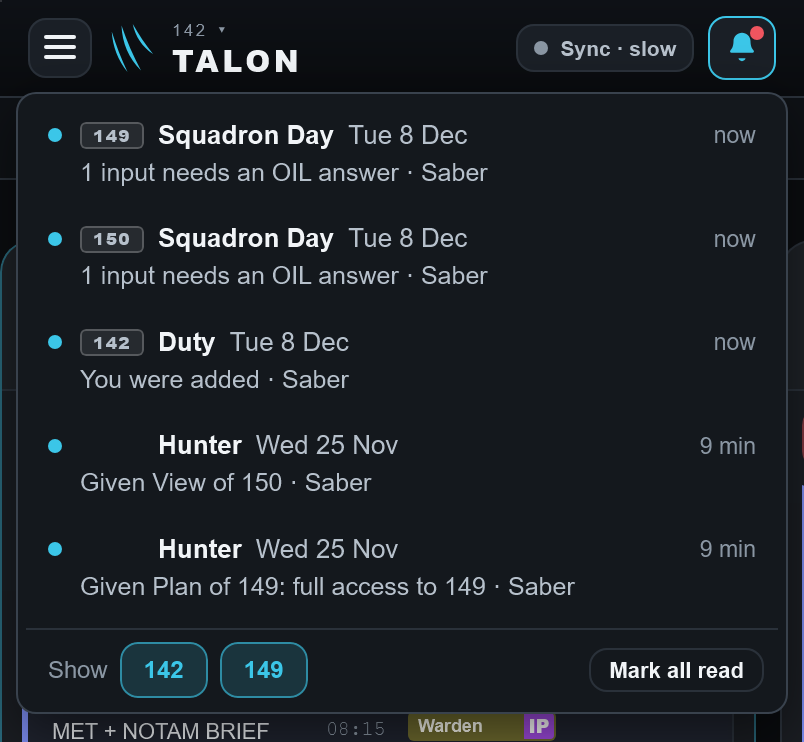 142 ▾
TALON
Sync · slow
149 Squadron Day Tue 8 Dec now
1 input needs an OIL answer · Saber
150 Squadron Day Tue 8 Dec now
1 input needs an OIL answer · Saber
142 Duty Tue 8 Dec now
You were added · Saber
Hunter Wed 25 Nov 9 min
Given View of 150 · Saber
Hunter Wed 25 Nov 9 min
Given Plan of 149: full access to 149 · Saber
Show 142 149 Mark all read
MET + NOTAM BRIEF 08:15 Warden IP